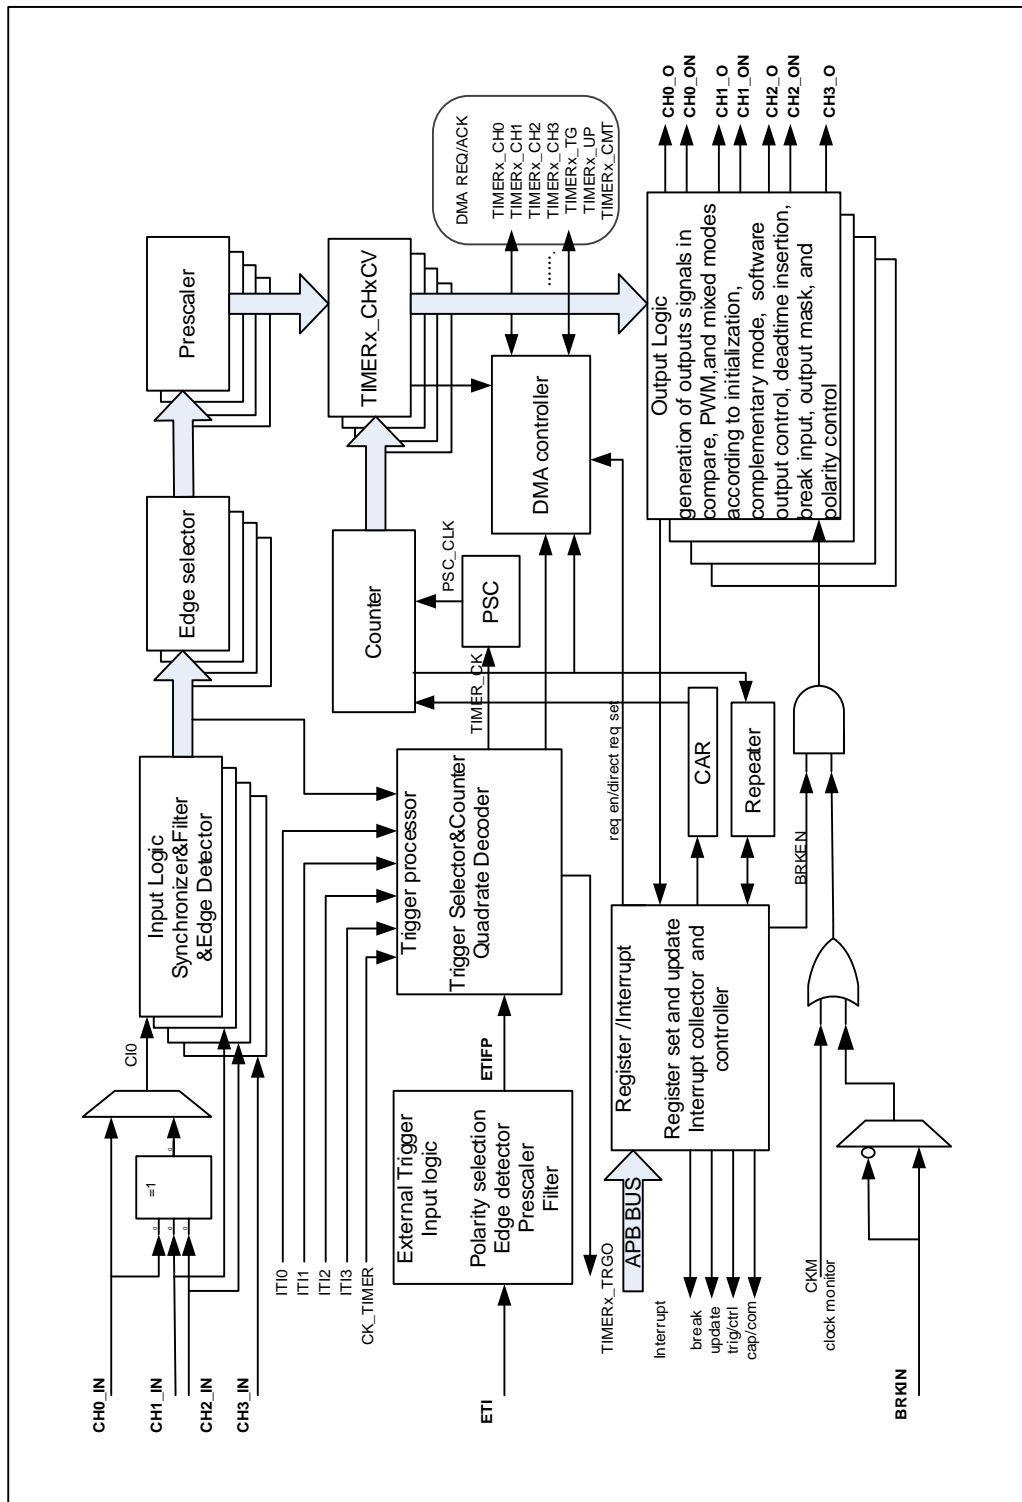 CH0_IN
CH1_IN
CH2_IN
CH3_IN
=1
CI0
Input Logic
Synchronizer&Filter
&Edge Detector
Edge selector
Prescaler
ITI0
ITI1
ITI2
ITI3
CK_TIMER
Trigger processor
Trigger Selector&Counter
Quadrate Decoder
TIMER_CK
PSC
PSC_CLK
Counter
TIMERx_CHxCV
DMA REQ/ACK
TIMERx_CH0
TIMERx_CH1
TIMERx_CH2
TIMERx_CH3
TIMERx_TG
TIMERx_UP
TIMERx_CMT
.......
DMA controller
ETI
External Trigger
Input logic
Polarity selection
Edge detector
Prescaler
Filter
ETIFP
TIMERx_TRGO
APB BUS
Register /Interrupt
Register set and update
Interrupt collector and
controller
req en/direct req set
CAR
Repeater
Interrupt
break
update
trig/ctrl
cap/com
BRKEN
CKM
clock monitor
BRKIN
Output Logic
generation of outputs signals in
compare, PWM,and mixed modes
according to initialization,
complementary mode, software
output control, deadtime insertion,
break input, output mask, and
polarity control
CH0_O
CH0_ON
CH1_O
CH1_ON
CH2_O
CH2_ON
CH3_O